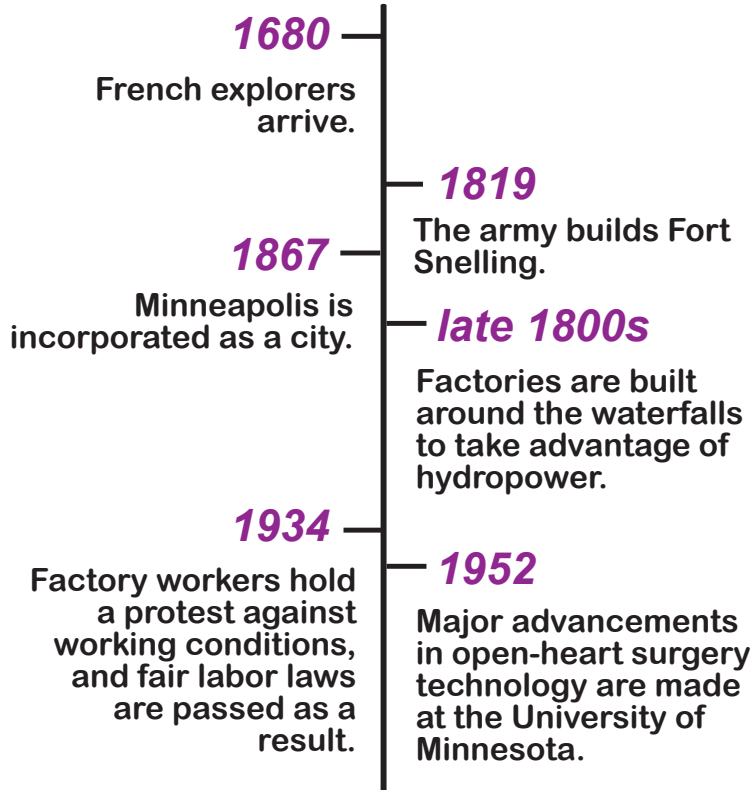 1680
French explorers
arrive.
1819
The army builds Fort
Snelling.
1867
Minneapolis is
incorporated as a city.
late 1800s
Factories are built
around the waterfalls
to take advantage of
hydropower.
1934
Factory workers hold
a protest against
working conditions,
and fair labor laws
are passed as a
result.
1952
Major advancements
in open-heart surgery
technology are made
at the University of
Minnesota.